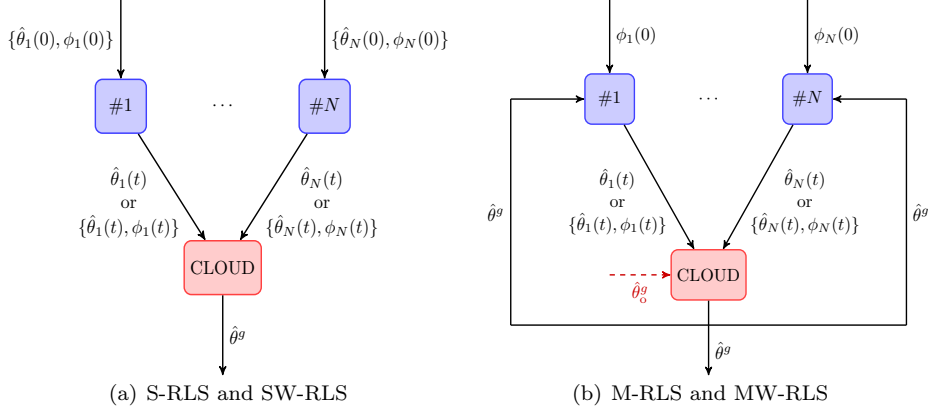 {θ̂₁(0), ϕ₁(0)}
{θ̂_N(0), ϕ_N(0)}
#1
...
#N
θ̂₁(t)
or
{θ̂₁(t), ϕ₁(t)}
θ̂_N(t)
or
{θ̂_N(t), ϕ_N(t)}
CLOUD
θ̂^g
(a) S-RLS and SW-RLS
ϕ₁(0)
ϕ_N(0)
#1
...
#N
θ̂₁(t)
or
{θ̂₁(t), ϕ₁(t)}
θ̂_N(t)
or
{θ̂_N(t), ϕ_N(t)}
θ̂^g
θ̂^g
CLOUD
θ̂_o^g
θ̂^g
(b) M-RLS and MW-RLS